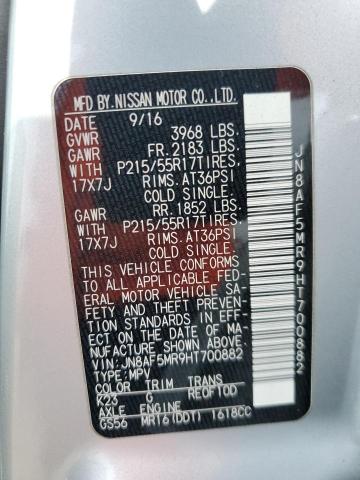 MFD.BY.NISSAN MOTOR CO.,LTD.
DATE 9/16
GVWR 3968 LBS.
GAWR FR.2183 LBS.
WITH P215/55R17TIRES,
17X7J RIMS.AT36PSI
COLD SINGLE.
GAWR RR.1852 LBS.
WITH P215/55R17TIRES,
17X7J RIMS.AT36PSI
COLD SINGLE.
THIS VEHICLE CONFORMS
TO ALL APPLICABLE FED-
ERAL MOTOR VEHICLE SA-
FETY AND THEFT PREVEN-
TION STANDARDS IN EFF-
ECT ON THE DATE OF MA-
NUFACTURE SHOWN ABOVE.
VIN:JN8AF5MR9HT700882
TYPE:MPV
COLOR TRIM TRANS
K23 G RE0F10D
AXLE ENGINE
GS56 MR16(DDT) 1618CC
JN8AF5MR9HT700882